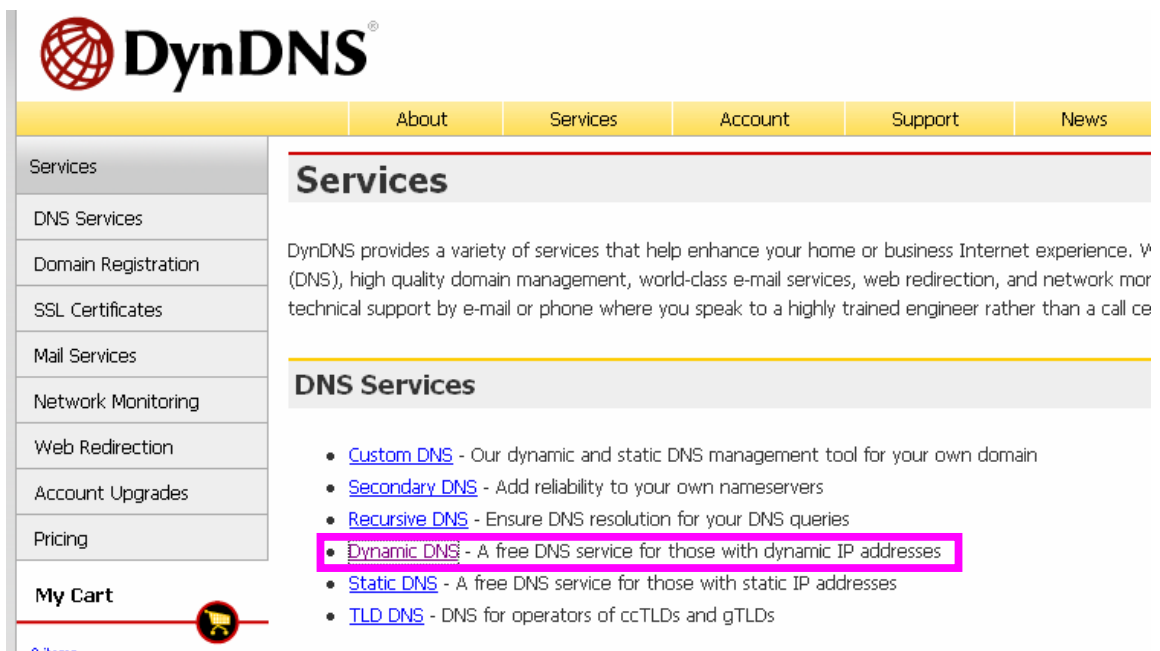 DynDNS®
About Services Account Support News
Services
DNS Services
Domain Registration
SSL Certificates
Mail Services
Network Monitoring
Web Redirection
Account Upgrades
Pricing
My Cart
Services
DynDNS provides a variety of services that help enhance your home or business Internet experience.
(DNS), high quality domain management, world-class e-mail services, web redirection, and network
technical support by e-mail or phone where you speak to a highly trained engineer rather than a call
DNS Services
• Custom DNS - Our dynamic and static DNS management tool for your own domain
• Secondary DNS - Add reliability to your own nameservers
• Recursive DNS - Ensure DNS resolution for your DNS queries
• Dynamic DNS - A free DNS service for those with dynamic IP addresses
• Static DNS - A free DNS service for those with static IP addresses
• TLD DNS - DNS for operators of ccTLDs and gTLDs